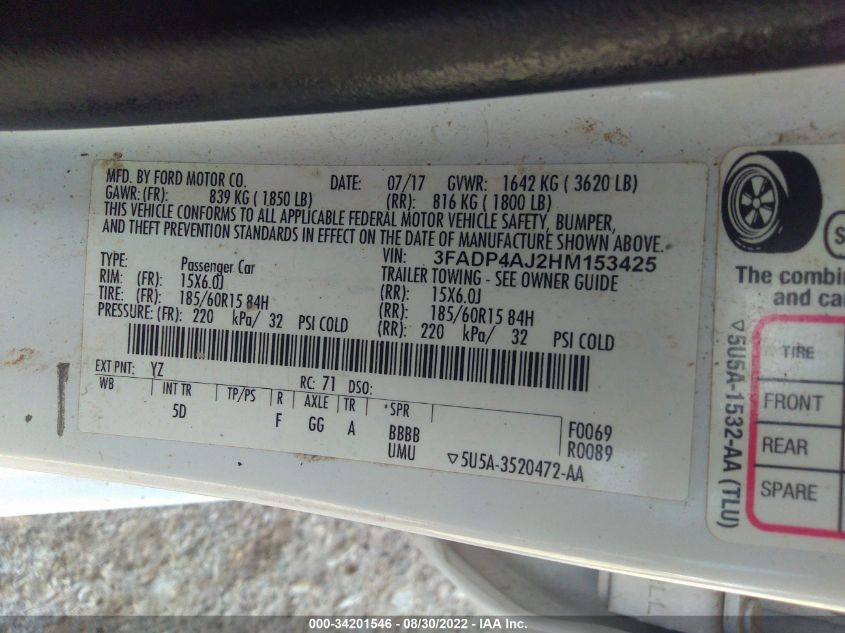 MFD. BY FORD MOTOR CO. DATE: 07/17 GVWR: 1642 KG ( 3620 LB)
GAWR: (FR): 839 KG ( 1850 LB) (RR): 816 KG ( 1800 LB)
THIS VEHICLE CONFORMS TO ALL APPLICABLE FEDERAL MOTOR VEHICLE SAFETY, BUMPER,
AND THEFT PREVENTION STANDARDS IN EFFECT ON THE DATE OF MANUFACTURE SHOWN ABOVE.
VIN: 3FADP4AJ2HM153425
TYPE: Passenger Car TRAILER TOWING - SEE OWNER GUIDE
RIM: (FR): 15X6.0J (RR): 15X6.0J
TIRE: (FR): 185/60R15 84H (RR): 185/60R15 84H
PRESSURE: (FR): 220 kPa/ 32 PSI COLD (RR): 220 kPa/ 32 PSI COLD
EXT PNT: YZ RC: 71 DSO:
WB INT TR TP/PS R AXLE TR SPR
5D F GG A BBBB F0069
UMU R0089
▽5U5A-3520472-AA
The combin
and ca
TIRE
FRONT
REAR
SPARE
▽5U5A-1532-AA (TLU)
000-34201546 - 08/30/2022 - IAA Inc.